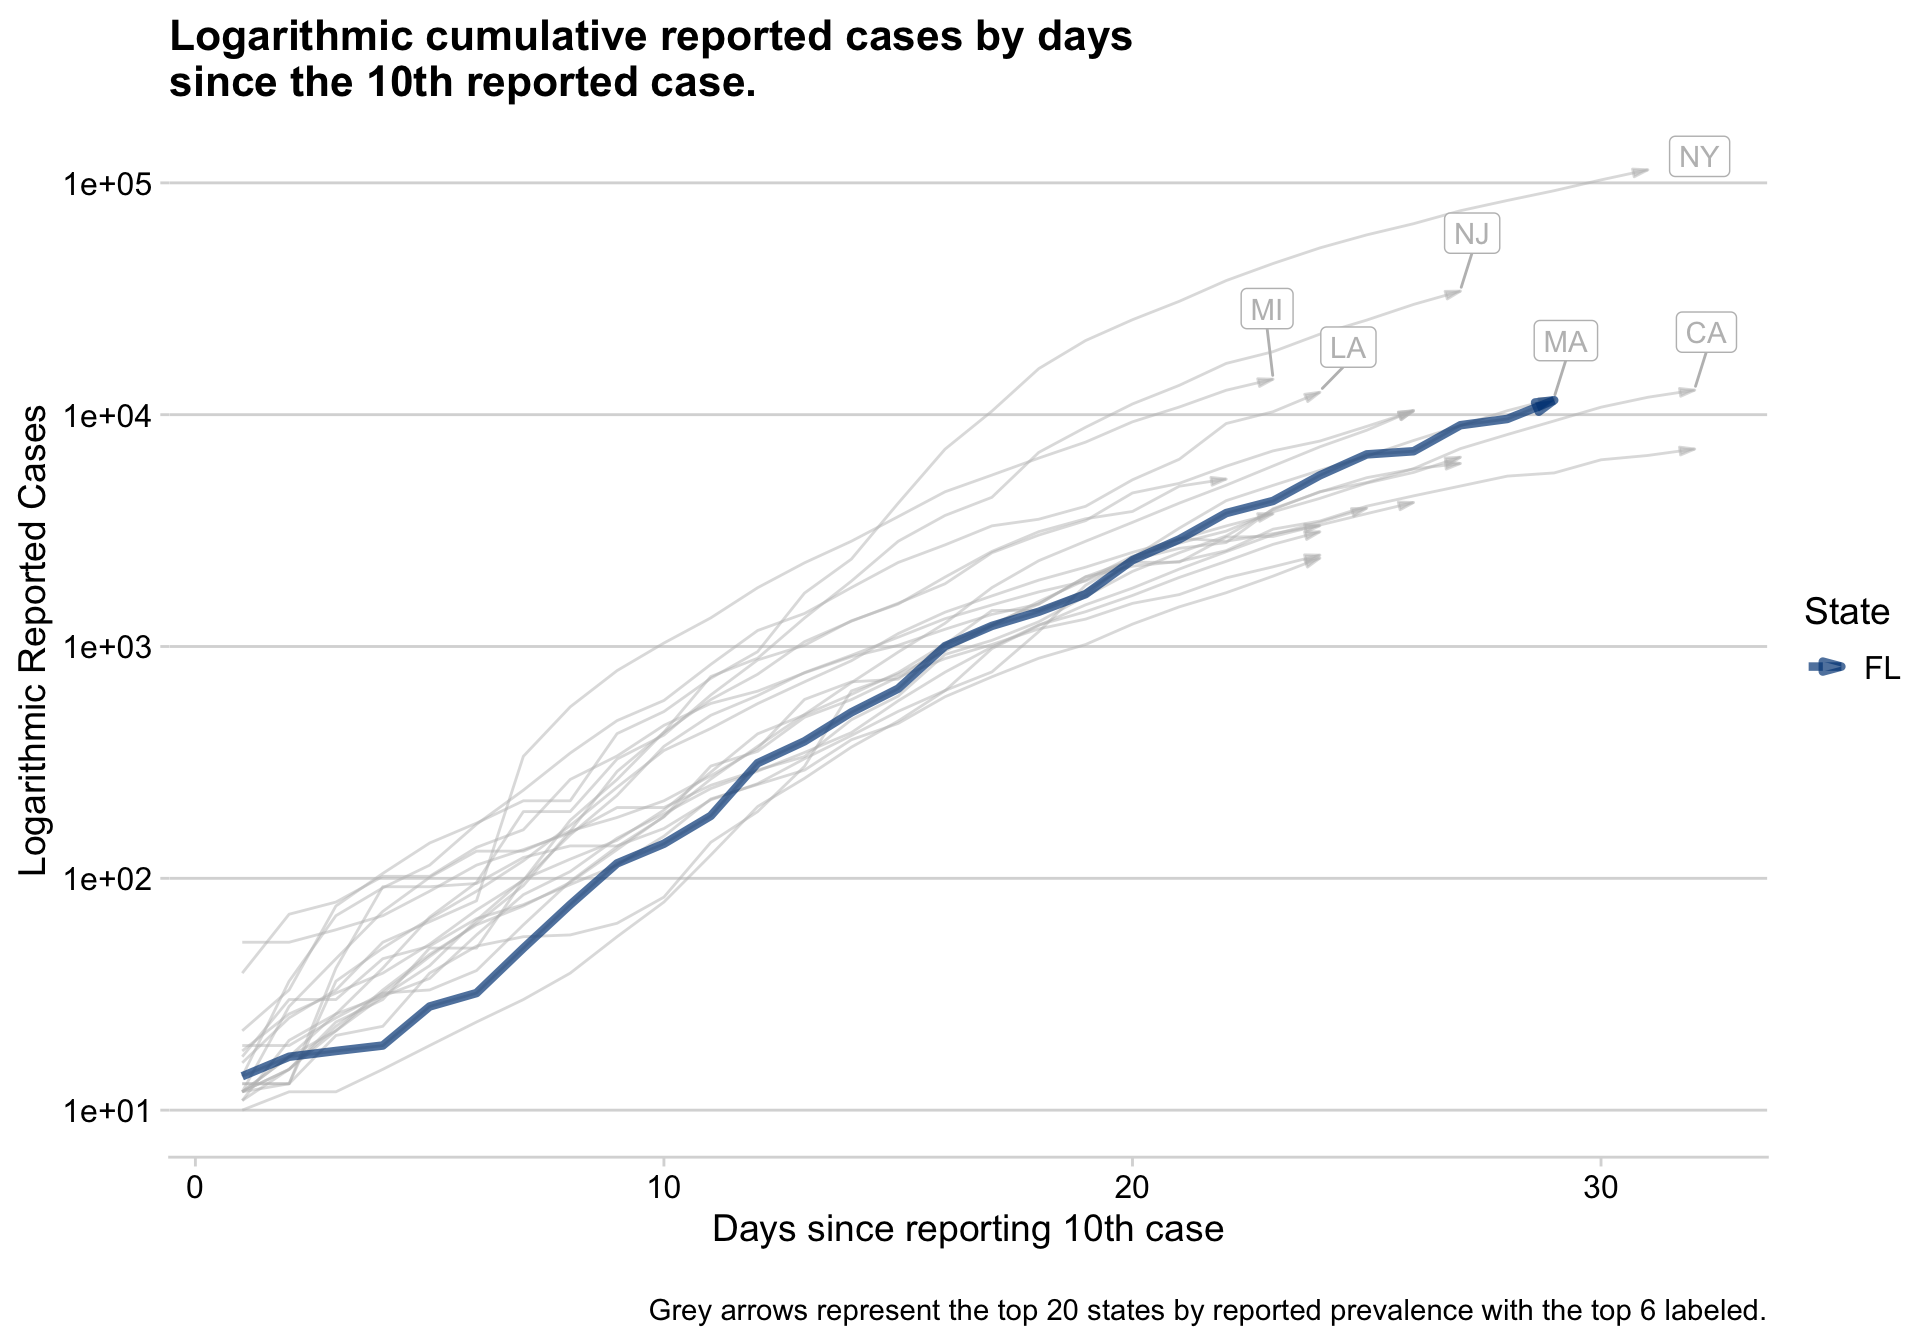 Logarithmic cumulative reported cases by days
since the 10th reported case.
Logarithmic Reported Cases
1e+05
1e+04
1e+03
1e+02
1e+01
NY
NJ
MI
LA
MA
CA
State
FL
0 10 20 30
Days since reporting 10th case
Grey arrows represent the top 20 states by reported prevalence with the top 6 labeled.